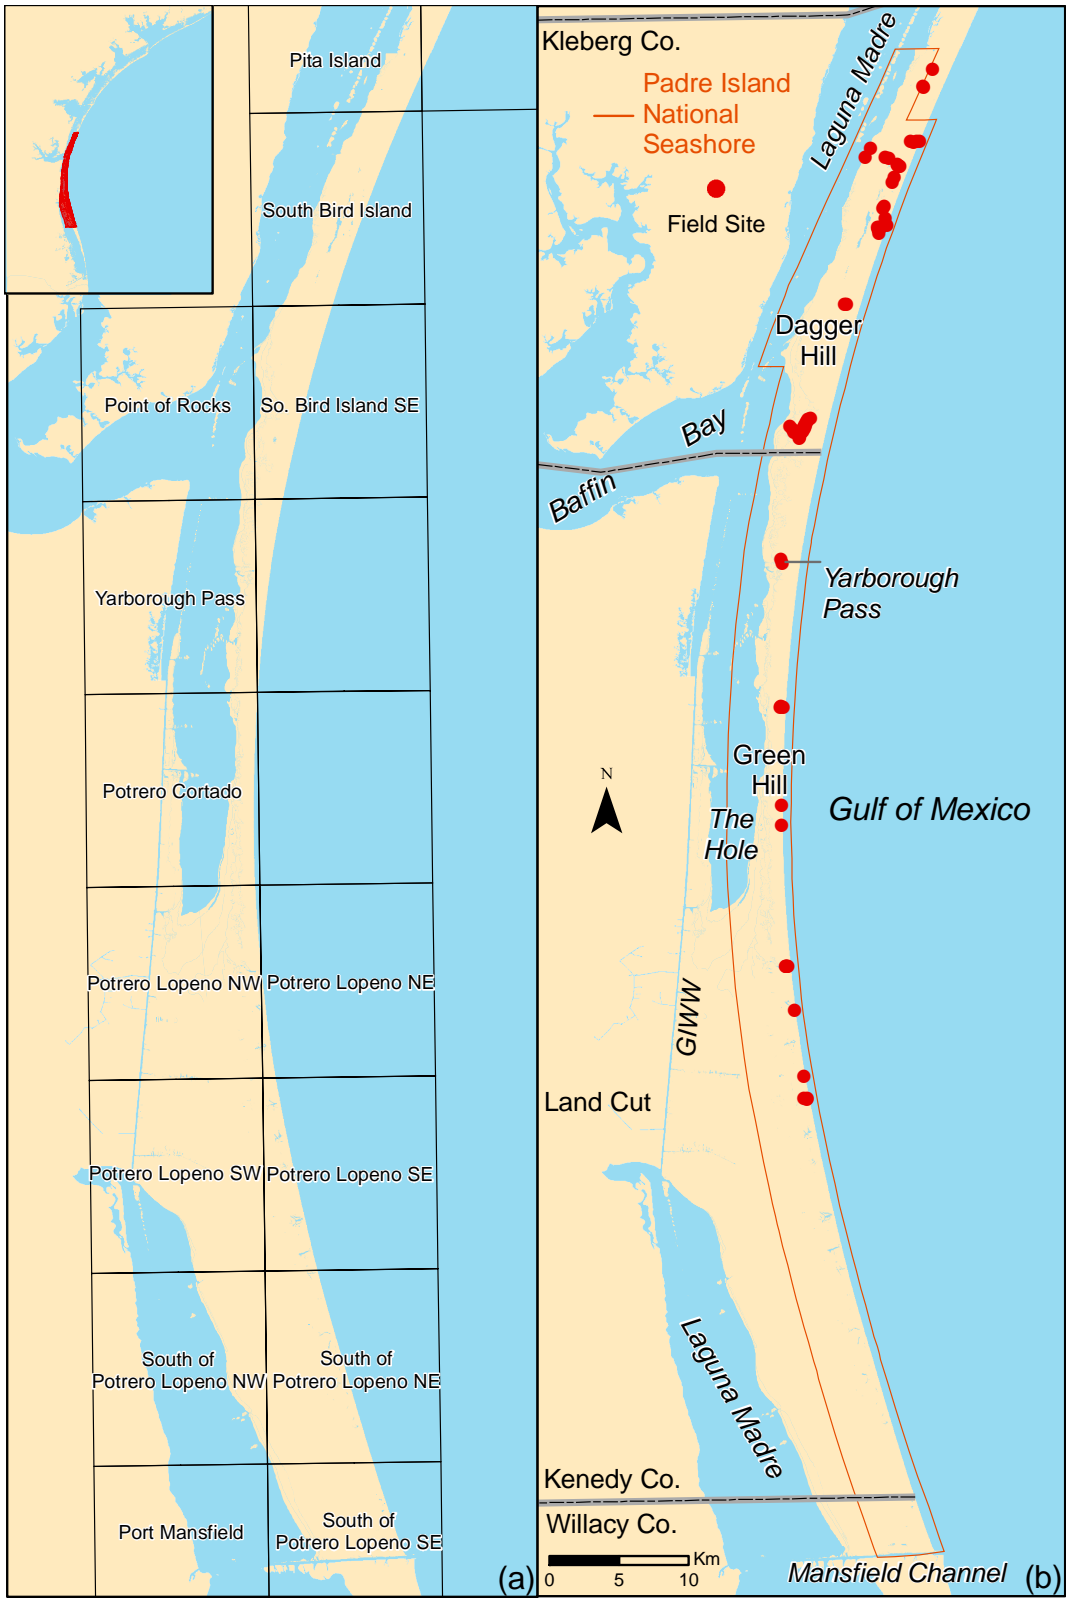 Pita Island
South Bird Island
Point of Rocks
So. Bird Island SE
Yarborough Pass
Potrero Cortado
Potrero Lopeno NW
Potrero Lopeno NE
Potrero Lopeno SW
Potrero Lopeno SE
South of
Potrero Lopeno NW
South of
Potrero Lopeno NE
Port Mansfield
South of
Potrero Lopeno SE
(a)
Kleberg Co.
Laguna Madre
Padre Island
National
Seashore
Field Site
Dagger
Hill
Bay
Baffin
Yarborough
Pass
Green
Hill
N
The
Hole
Gulf of Mexico
GIWW
Land Cut
Laguna Madre
Kenedy Co.
Willacy Co.
Km
0 5 10
Mansfield Channel
(b)